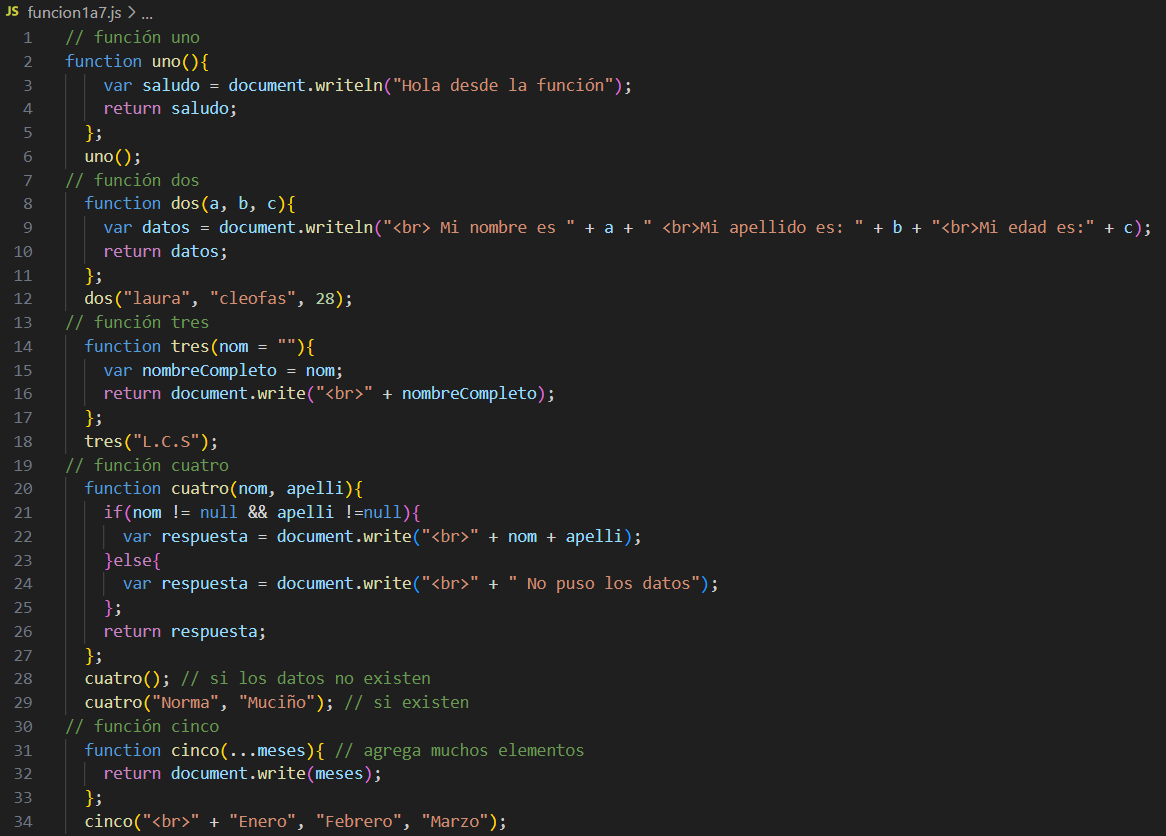 JS funcion1a7.js > ...
1 // función uno
2 function uno(){
3 var saludo = document.writeln("Hola desde la función");
4 return saludo;
5 };
6 uno();
7 // función dos
8 function dos(a, b, c){
9 var datos = document.writeln("<br> Mi nombre es " + a + " <br>Mi apellido es: " + b + "<br>Mi edad es:" + c);
10 return datos;
11 };
12 dos("laura", "cleofas", 28);
13 // función tres
14 function tres(nom = ""){
15 var nombreCompleto = nom;
16 return document.write("<br>" + nombreCompleto);
17 };
18 tres("L.C.S");
19 // función cuatro
20 function cuatro(nom, apelli){
21 if(nom != null && apelli !=null){
22 var respuesta = document.write("<br>" + nom + apelli);
23 }else{
24 var respuesta = document.write("<br>" + " No puso los datos");
25 };
26 return respuesta;
27 };
28 cuatro(); // si los datos no existen
29 cuatro("Norma", "Muciño"); // si existen
30 // función cinco
31 function cinco(...meses){ // agrega muchos elementos
32 return document.write(meses);
33 };
34 cinco("<br>" + "Enero", "Febrero", "Marzo");